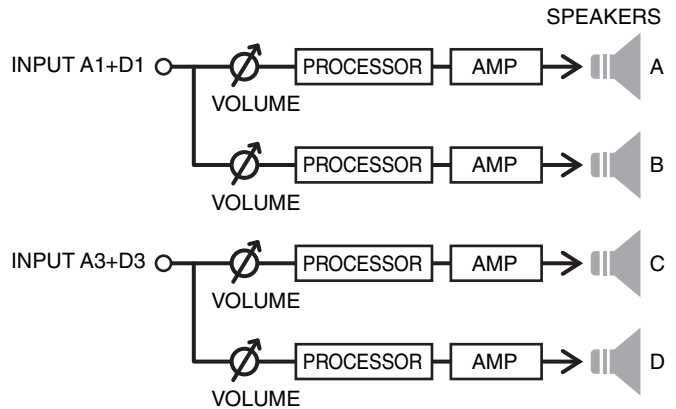 SPEAKERS
INPUT A1+D1
PROCESSOR
AMP
A
VOLUME
PROCESSOR
AMP
B
VOLUME
INPUT A3+D3
PROCESSOR
AMP
C
VOLUME
PROCESSOR
AMP
D
VOLUME